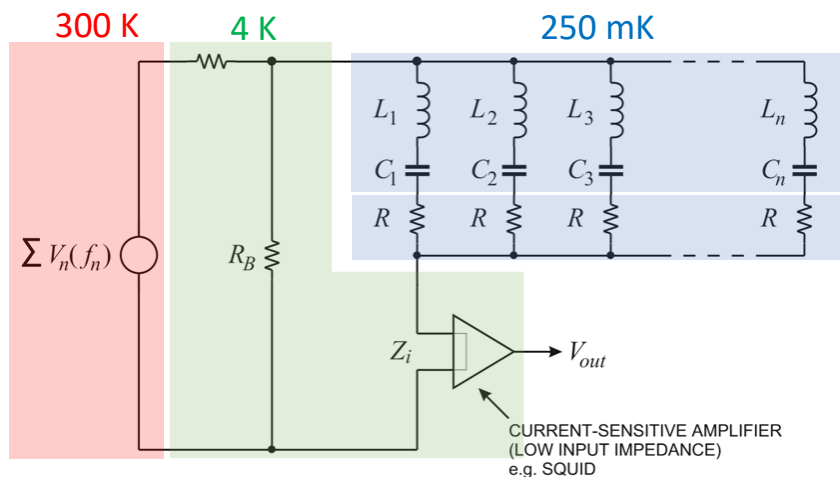 300 K
4 K
250 mK
L1
L2
L3
Ln
C1
C2
C3
Cn
R
R
R
R
∑ Vn(fn)
RB
Zi
Vout
CURRENT-SENSITIVE AMPLIFIER
(LOW INPUT IMPEDANCE)
e.g. SQUID